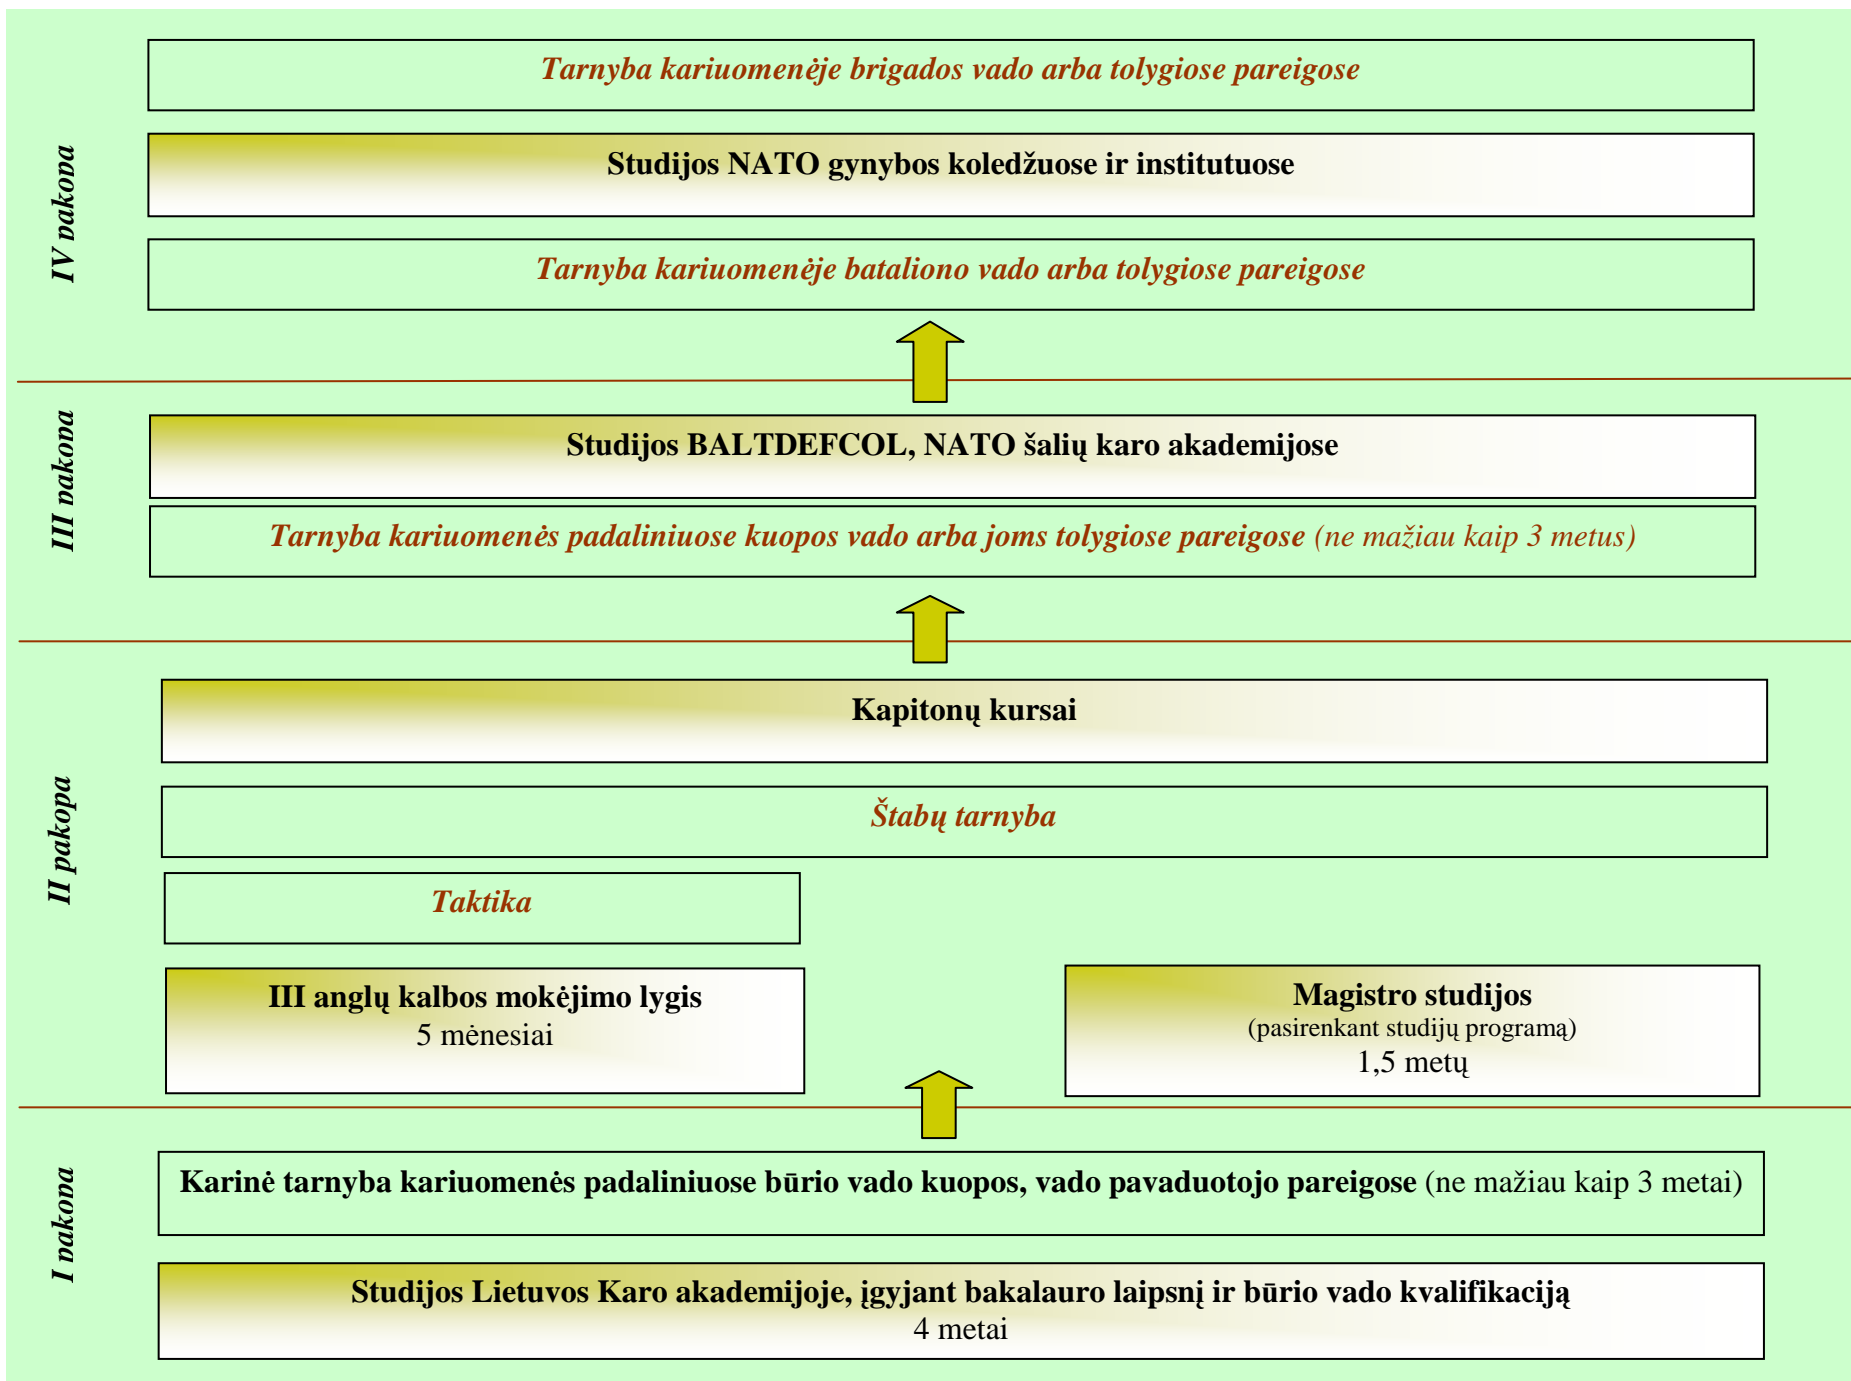 Tarnyba kariuomenėje brigados vado arba tolygiose pareigose
Studijos NATO gynybos koledžuose ir institutuose
Tarnyba kariuomenėje bataliono vado arba tolygiose pareigose
IV pakopa
Studijos BALTDEFCOL, NATO šalių karo akademijose
Tarnyba kariuomenės padaliniuose kuopos vado arba joms tolygiose pareigose (ne mažiau kaip 3 metus)
III pakopa
Kapitonų kursai
Štabų tarnyba
Taktika
III anglų kalbos mokėjimo lygis
5 mėnesiai
Magistro studijos
(pasirenkant studijų programą)
1,5 metų
II pakopa
Karinė tarnyba kariuomenės padaliniuose būrio vado kuopos, vado pavaduotojo pareigose (ne mažiau kaip 3 metai)
Studijos Lietuvos Karo akademijoje, įgyjant bakalauro laipsnį ir būrio vado kvalifikaciją
4 metai
I pakopa